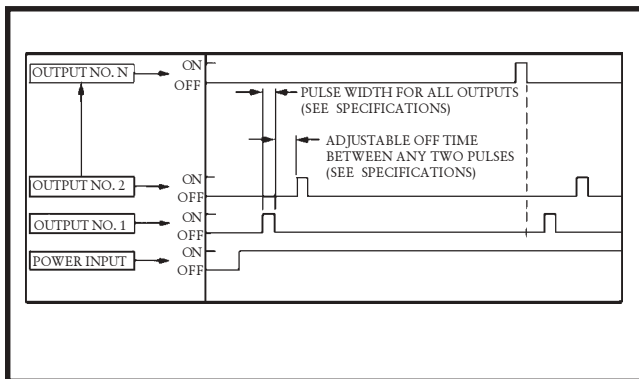 OUTPUT NO. N
ON
OFF
PULSE WIDTH FOR ALL OUTPUTS
(SEE SPECIFICATIONS)
ADJUSTABLE OFF TIME
BETWEEN ANY TWO PULSES
(SEE SPECIFICATIONS)
OUTPUT NO. 2
ON
OFF
OUTPUT NO. 1
ON
OFF
POWER INPUT
ON
OFF